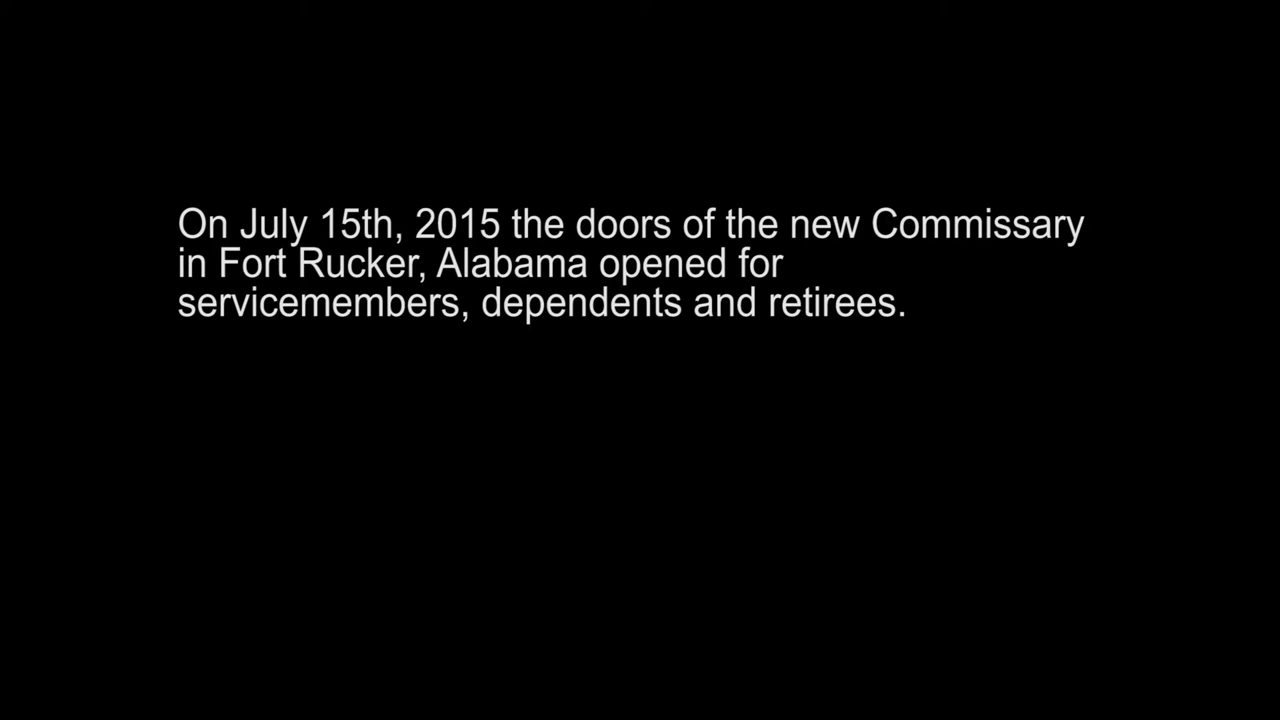 On July 15th, 2015 the doors of the new Commissary
in Fort Rucker, Alabama opened for
servicemembers, dependents and retirees.